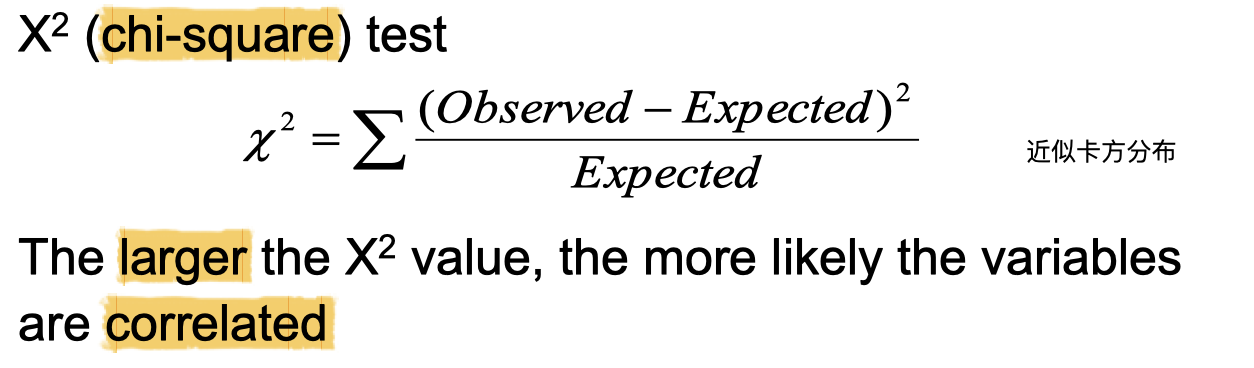 X² (chi-square) test
χ² = ∑ (Observed − Expected)² / Expected
近似卡方分布
The larger the X² value, the more likely the variables
are correlated